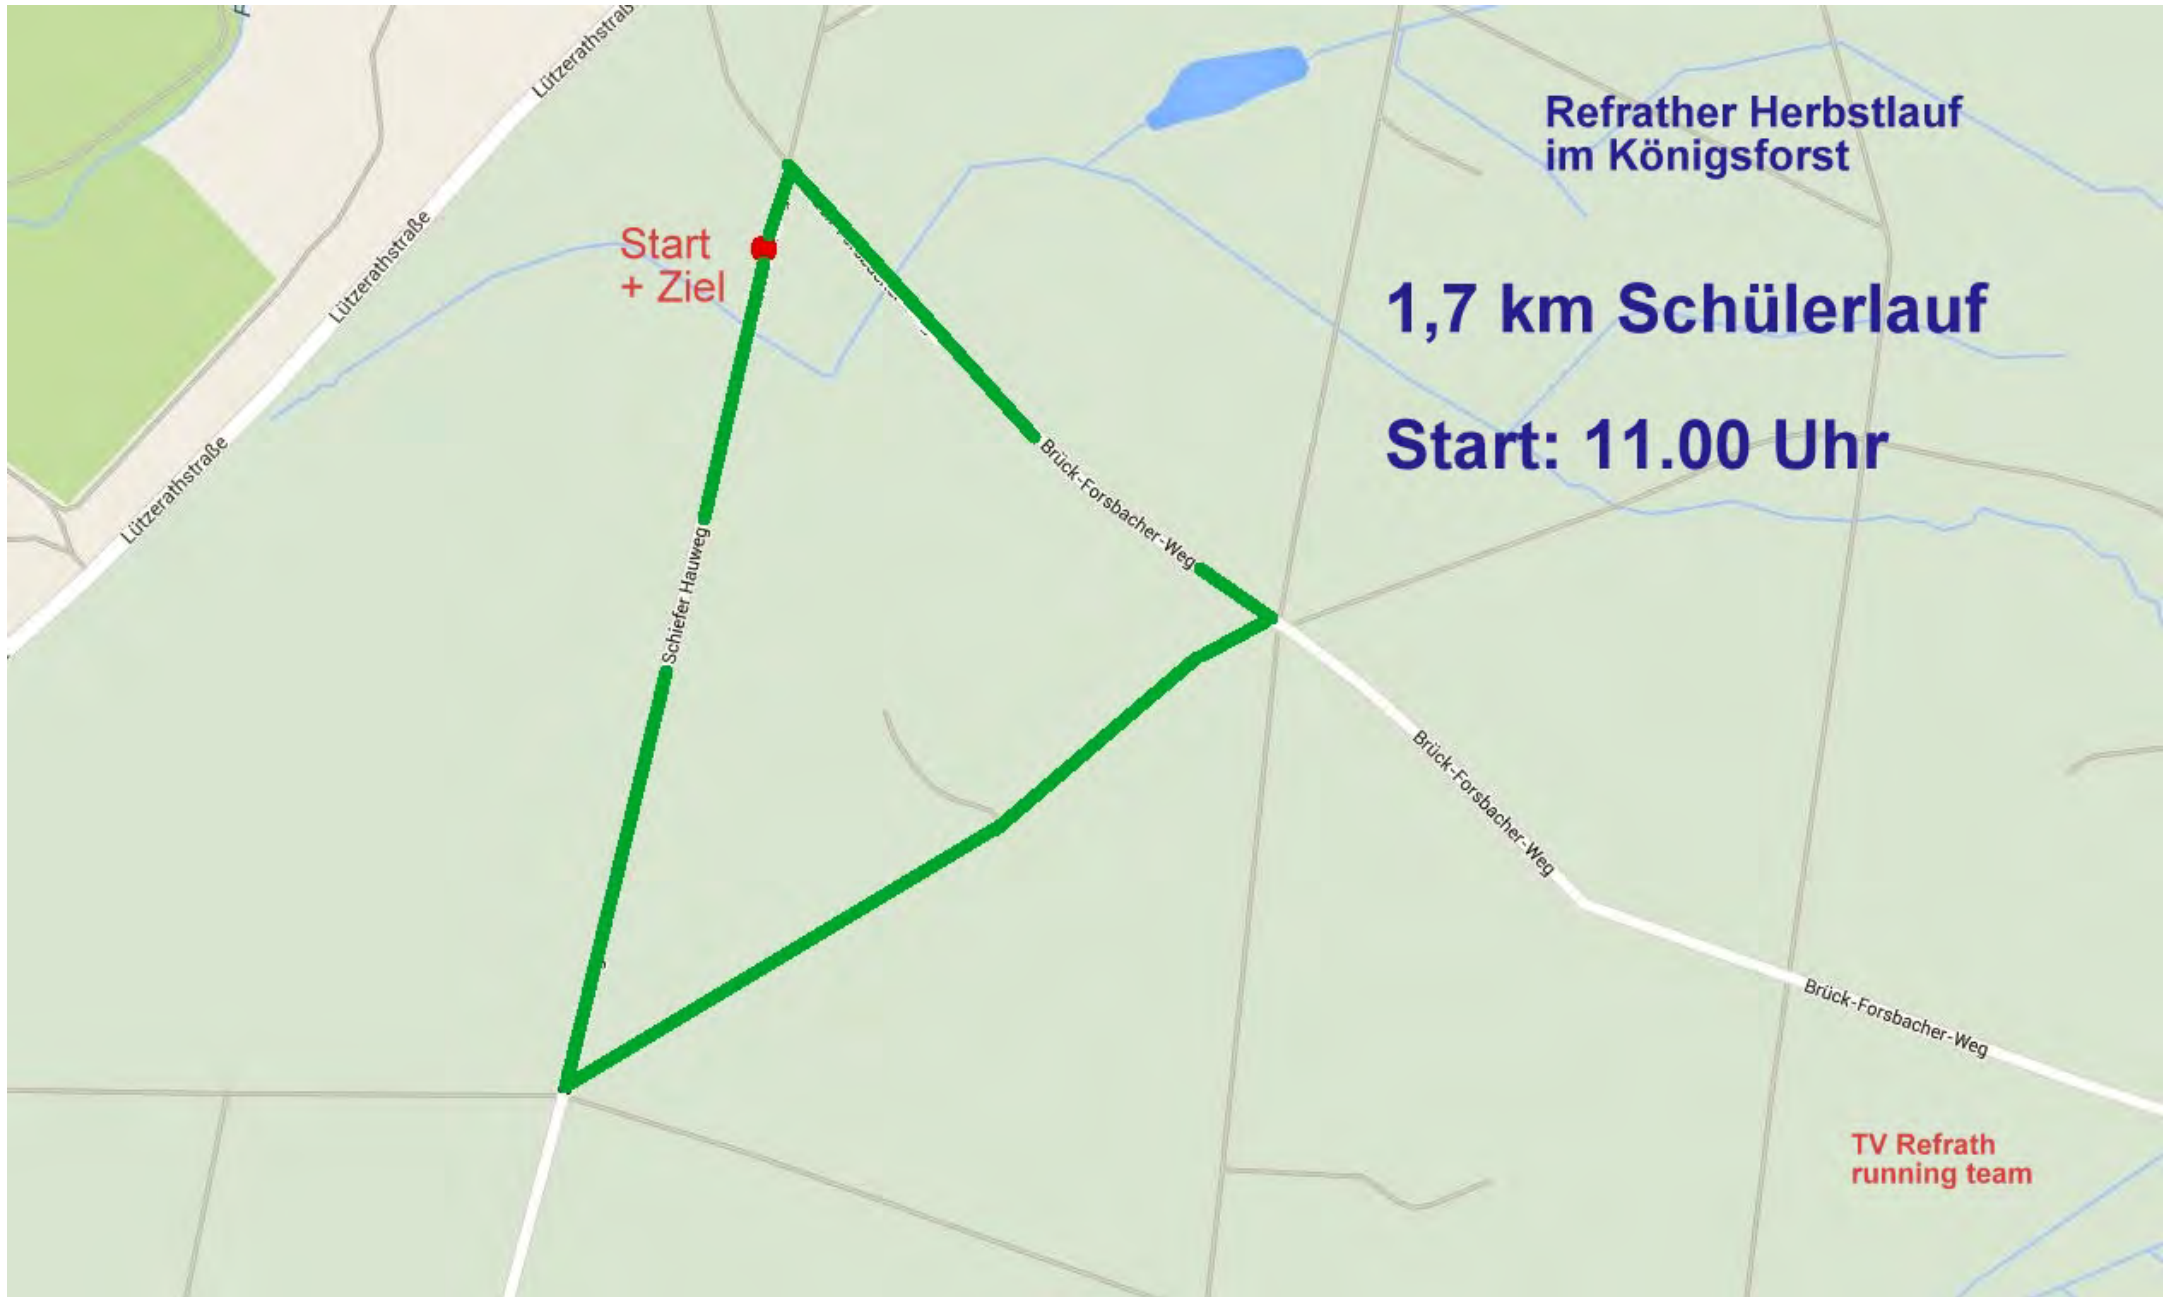 Lützerathstraß
Refrather Herbstlauf
im Königsforst
Lützerathstraße
Start
+ Ziel
1,7 km Schülerlauf
Start: 11.00 Uhr
Lützerathstraße
Brück-Forsbacher-Weg
Schiefer Hauweg
Brück-Forsbacher-Weg
Brück-Forsbacher-Weg
TV Refrath
running team